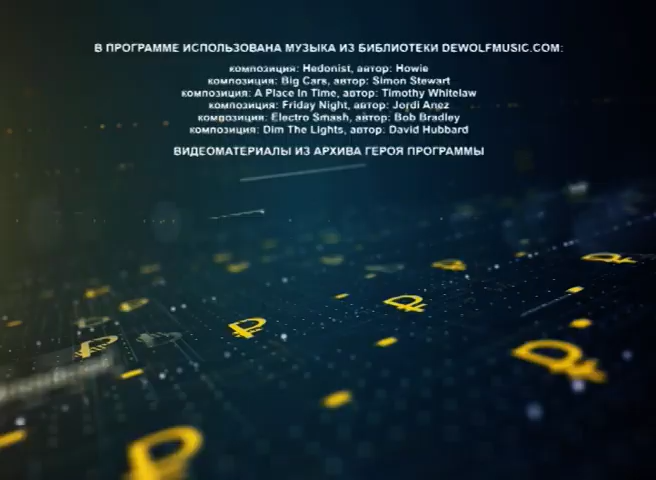 В ПРОГРАММЕ ИСПОЛЬЗОВАНА МУЗЫКА ИЗ БИБЛИОТЕКИ DEWOLFMUSIC.COM:
композиция: Hedonist, автор: Howie
композиция: Big Cars, автор: Simon Stewart
композиция: A Place In Time, автор: Timothy Whitelaw
композиция: Friday Night, автор: Jordi Anez
композиция: Electro Smash, автор: Bob Bradley
композиция: Dim The Lights, автор: David Hubbard
ВИДЕОМАТЕРИАЛЫ ИЗ АРХИВА ГЕРОЯ ПРОГРАММЫ